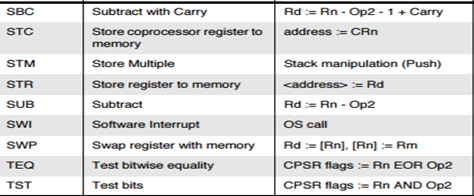 SBC Subtract with Carry Rd := Rn - Op2 - 1 + Carry
STC Store coprocessor register to address := CRn
memory
STM Store Multiple Stack manipulation (Push)
STR Store register to memory <address> := Rd
SUB Subtract Rd := Rn - Op2
SWI Software Interrupt OS call
SWP Swap register with memory Rd := [Rn], [Rn] := Rm
TEQ Test bitwise equality CPSR flags := Rn EOR Op2
TST Test bits CPSR flags := Rn AND Op2